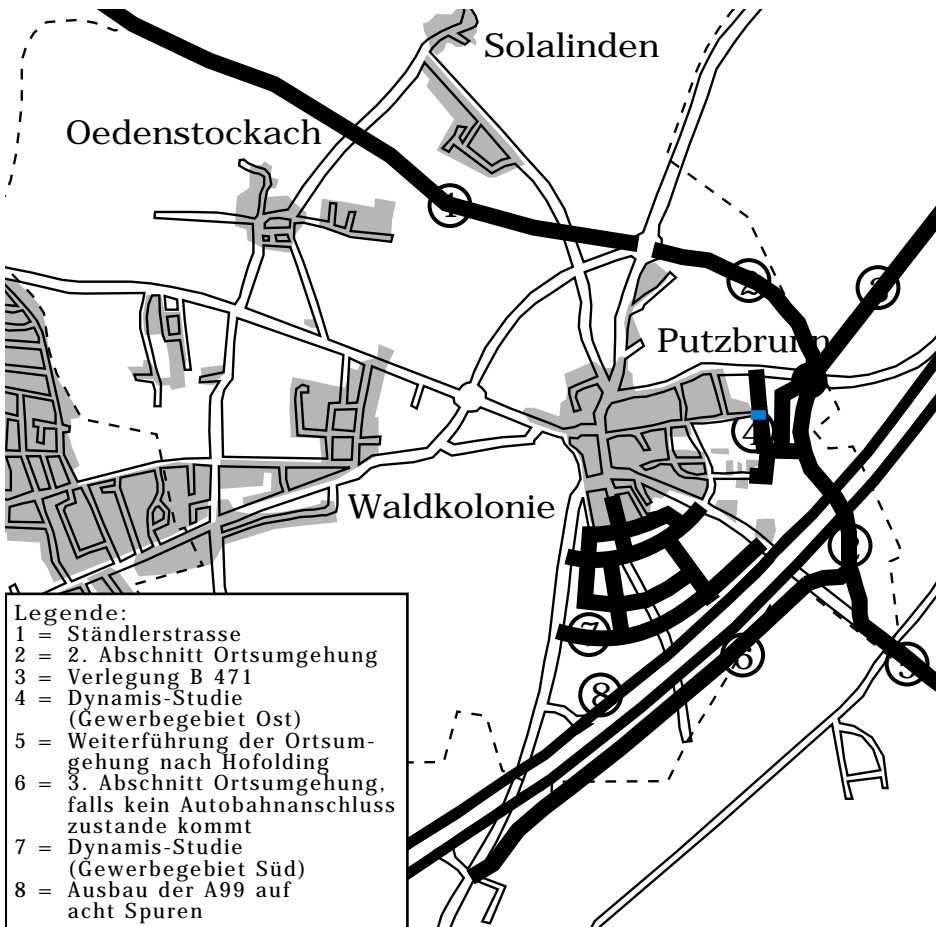 Solalinden
Oedenstockach
1
2
3
Putzbrunn
4
Waldkolonie
2
7
6
5
8
Legende:
1 = Ständlerstrasse
2 = 2. Abschnitt Ortsumgehung
3 = Verlegung B 471
4 = Dynamis-Studie
(Gewerbegebiet Ost)
5 = Weiterführung der Ortsum-
gehung nach Hofolding
6 = 3. Abschnitt Ortsumgehung,
falls kein Autobahnanschluss
zustande kommt
7 = Dynamis-Studie
(Gewerbegebiet Süd)
8 = Ausbau der A99 auf
acht Spuren